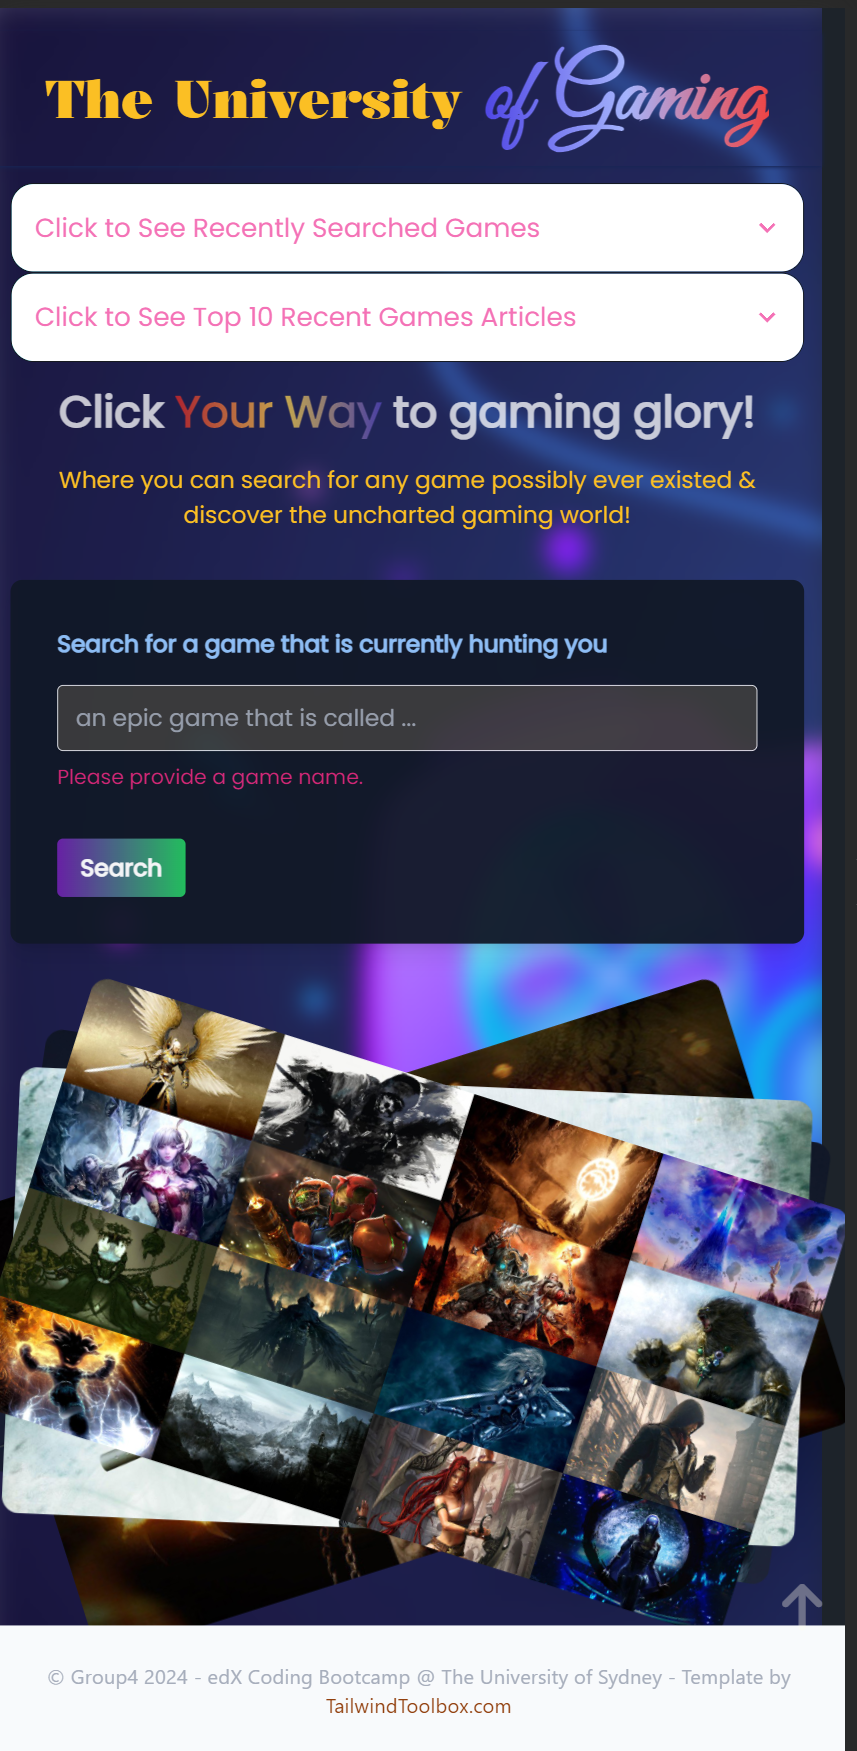 The University of Gaming
Click to See Recently Searched Games
Click to See Top 10 Recent Games Articles
Click Your Way to gaming glory!
Where you can search for any game possibly ever existed &
discover the uncharted gaming world!
Search for a game that is currently hunting you
an epic game that is called ...
Please provide a game name.
Search
© Group4 2024 - edX Coding Bootcamp @ The University of Sydney - Template by
TailwindToolbox.com